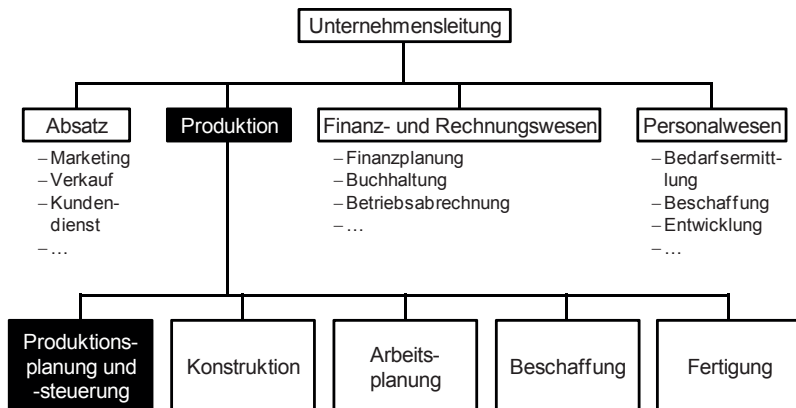 Unternehmensleitung
Absatz
– Marketing
– Verkauf
– Kunden-
dienst
– …
Produktion
Finanz- und Rechnungswesen
– Finanzplanung
– Buchhaltung
– Betriebsabrechnung
– …
Personalwesen
– Bedarfsermitt-
lung
– Beschaffung
– Entwicklung
– …
Produktions-
planung und
-steuerung
Konstruktion
Arbeits-
planung
Beschaffung
Fertigung